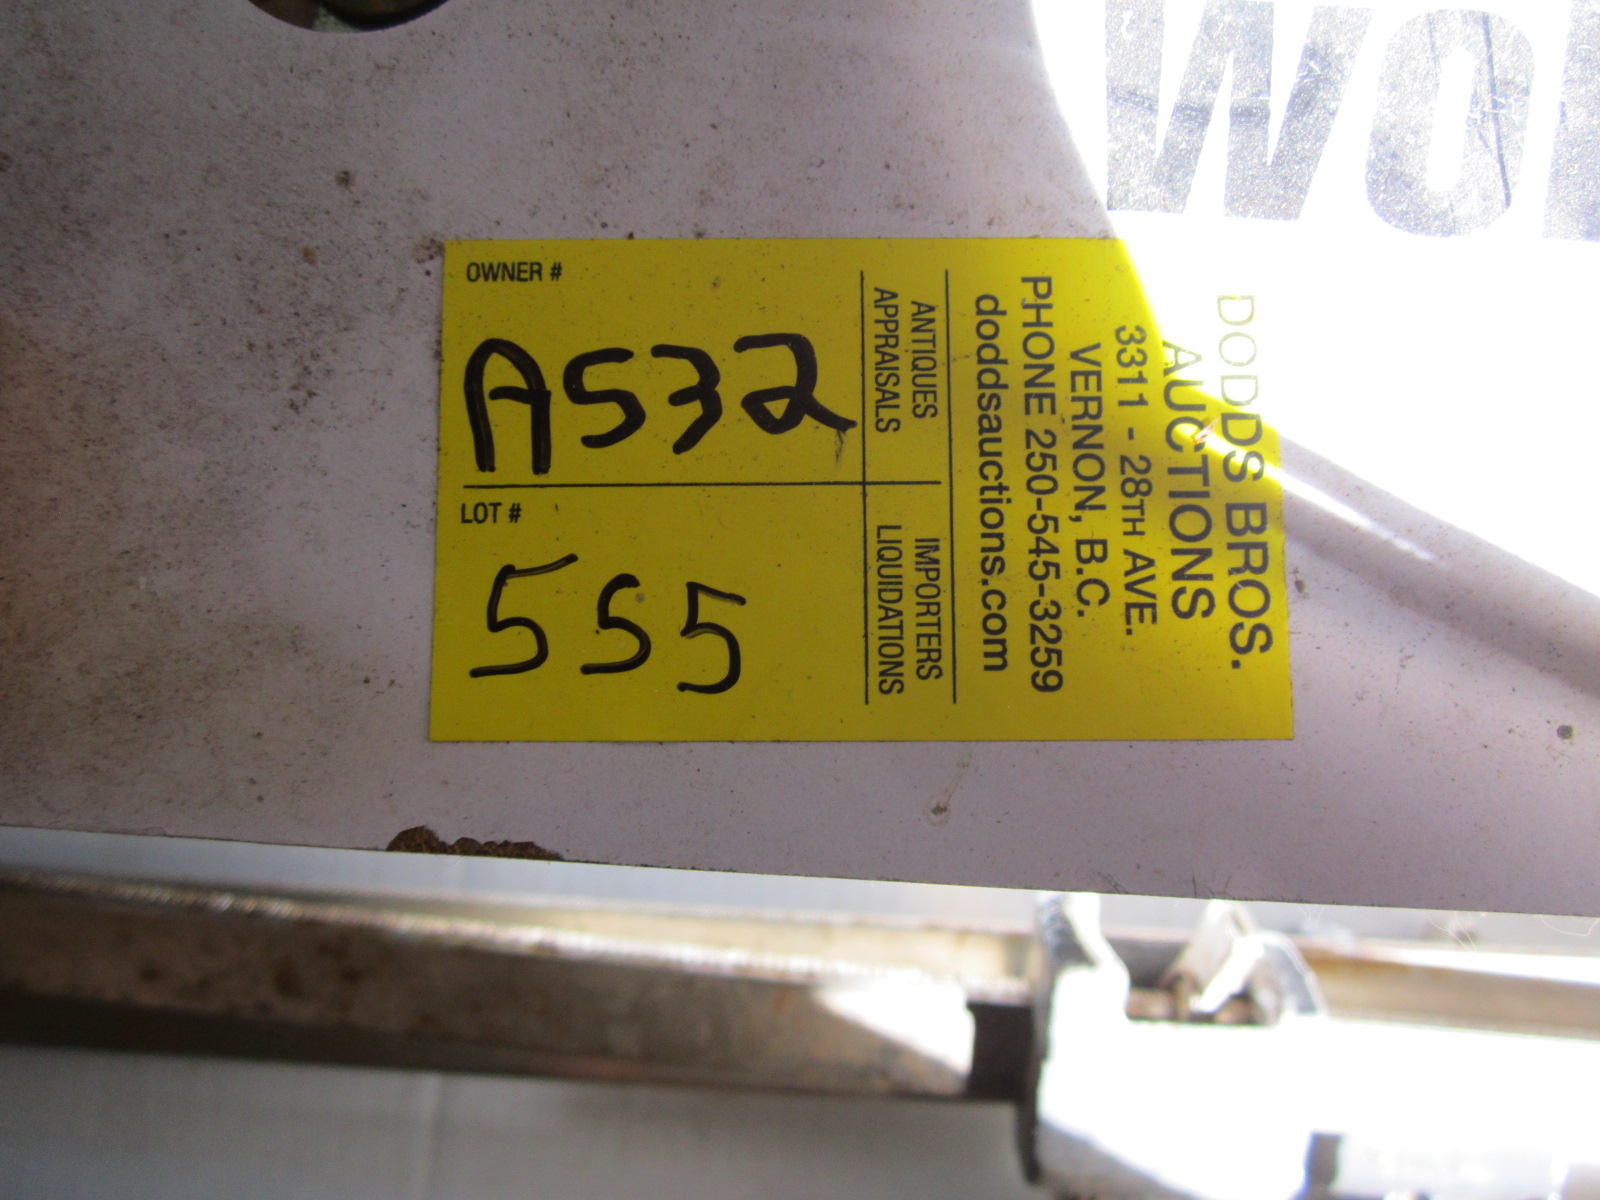 DODDS BROS.
AUCTIONS
3311 - 28TH AVE.
VERNON, B.C.
PHONE 250-545-3259
doddsauctions.com
ANTIQUES
APPRAISALS
IMPORTERS
LIQUIDATIONS
OWNER #
A532
LOT #
555